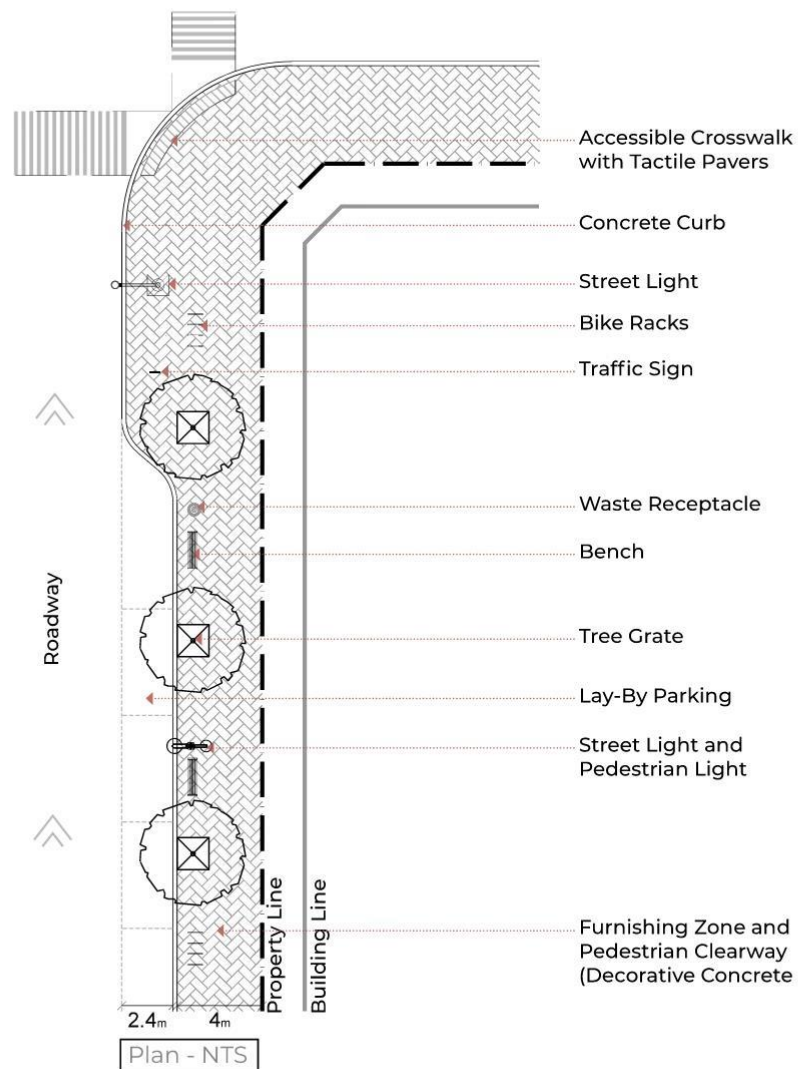 Accessible Crosswalk
with Tactile Pavers
Concrete Curb
Street Light
Bike Racks
Traffic Sign
Waste Receptacle
Bench
Roadway
Tree Grate
Lay-By Parking
Street Light and
Pedestrian Light
Property Line
Building Line
Furnishing Zone and
Pedestrian Clearway
(Decorative Concrete
2.4m
4m
Plan - NTS